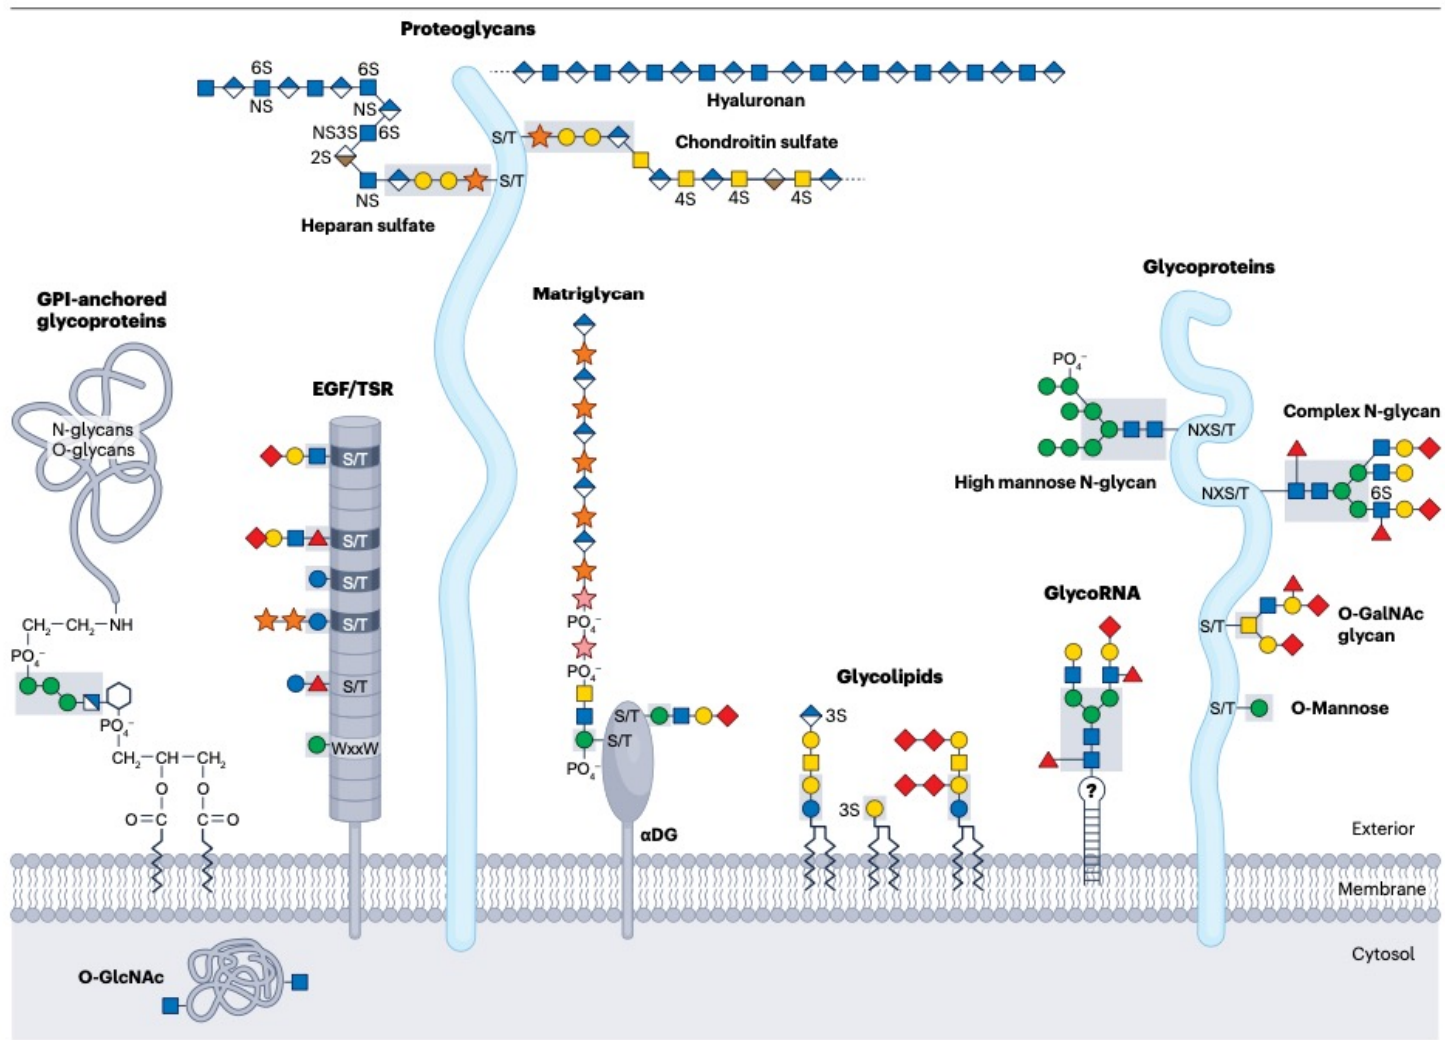 Proteoglycans
6S
6S
NS
NS
NS3S
6S
2S
NS
S/T
S/T
Heparan sulfate
Hyaluronan
Chondroitin sulfate
4S
4S
4S
GPI-anchored
glycoproteins
N-glycans
O-glycans
CH2–CH2–NH
PO4−
PO4−
CH2–CH–CH2
O
O
O=C
C=O
EGF/TSR
S/T
S/T
S/T
S/T
S/T
WxxW
Matriglycan
PO4−
PO4−
S/T
S/T
PO4−
αDG
Glycolipids
3S
3S
GlycoRNA
?
Glycoproteins
PO4−
NXS/T
High mannose N-glycan
Complex N-glycan
NXS/T
6S
S/T
O-GalNAc
glycan
S/T
O-Mannose
Exterior
Membrane
Cytosol
O-GlcNAc